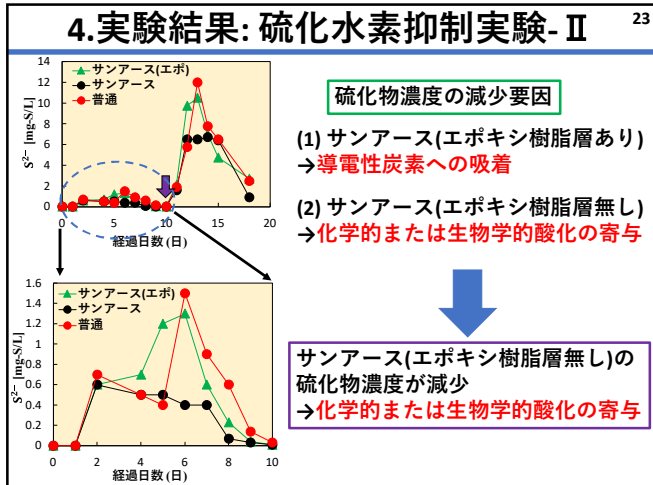 4.実験結果: 硫化水素抑制実験-Ⅱ
23
S²⁻ [mg-S/L]
14
12
10
8
6
4
2
0
サンアース(エポ)
サンアース
普通
0 5 10 15 20
経過日数 (日)
S²⁻ [mg-S/L]
1.6
1.4
1.2
1
0.8
0.6
0.4
0.2
0
サンアース(エポ)
サンアース
普通
0 2 4 6 8 10
経過日数 (日)
硫化物濃度の減少要因
(1) サンアース(エポキシ樹脂層あり)
→導電性炭素への吸着
(2) サンアース(エポキシ樹脂層無し)
→化学的または生物学的酸化の寄与
サンアース(エポキシ樹脂層無し)の
硫化物濃度が減少
→化学的または生物学的酸化の寄与